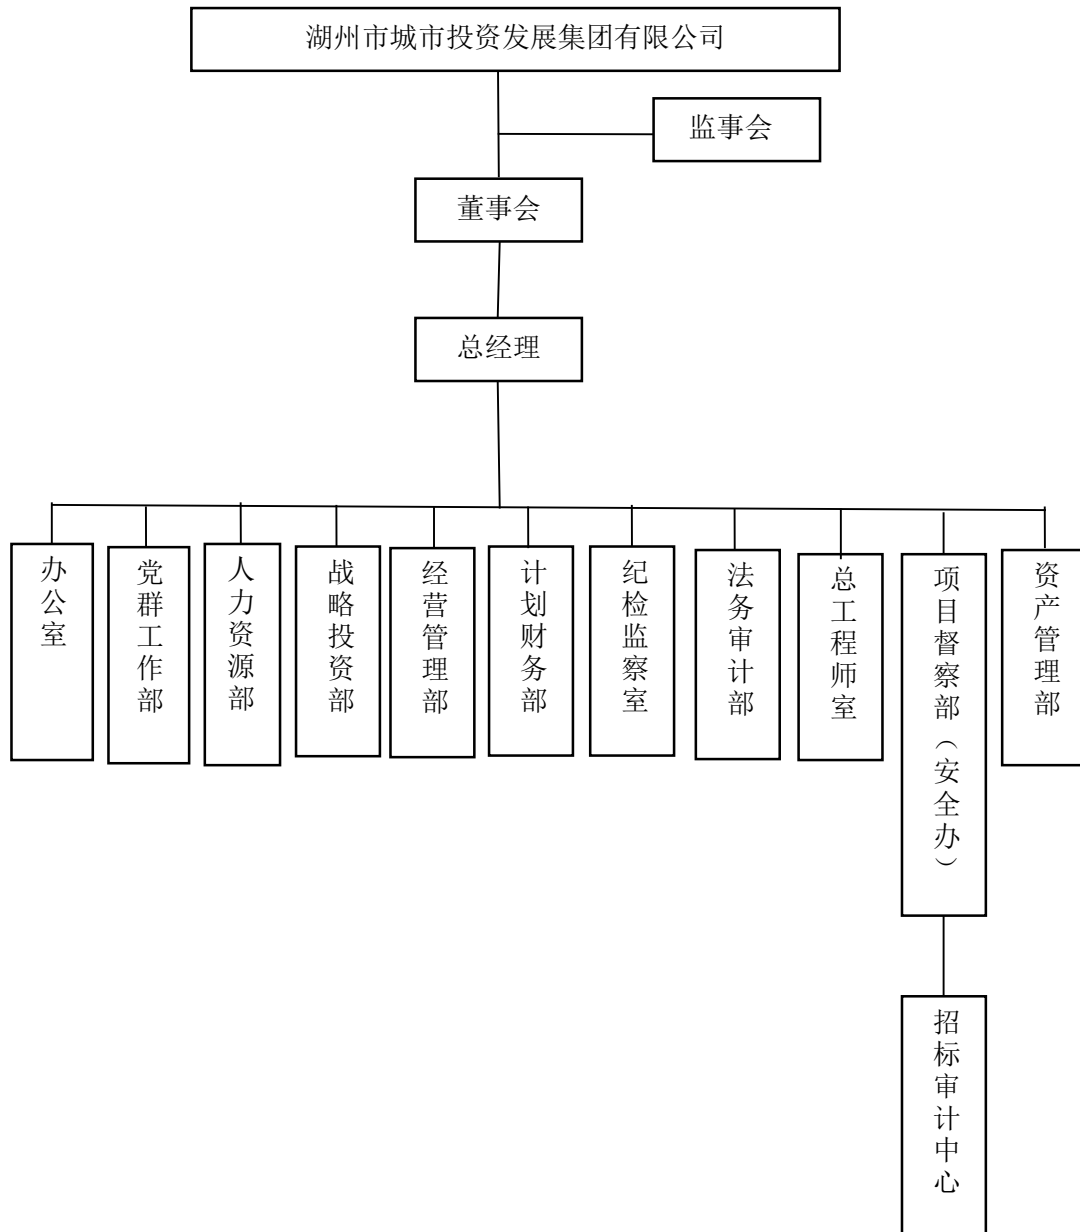 湖州市城市投资发展集团有限公司
监事会
董事会
总经理
办公室
党群工作部
人力资源部
战略投资部
经营管理部
计划财务部
纪检监察室
法务审计部
总工程师室
项目督察部（安全办）
资产管理部
招标审计中心